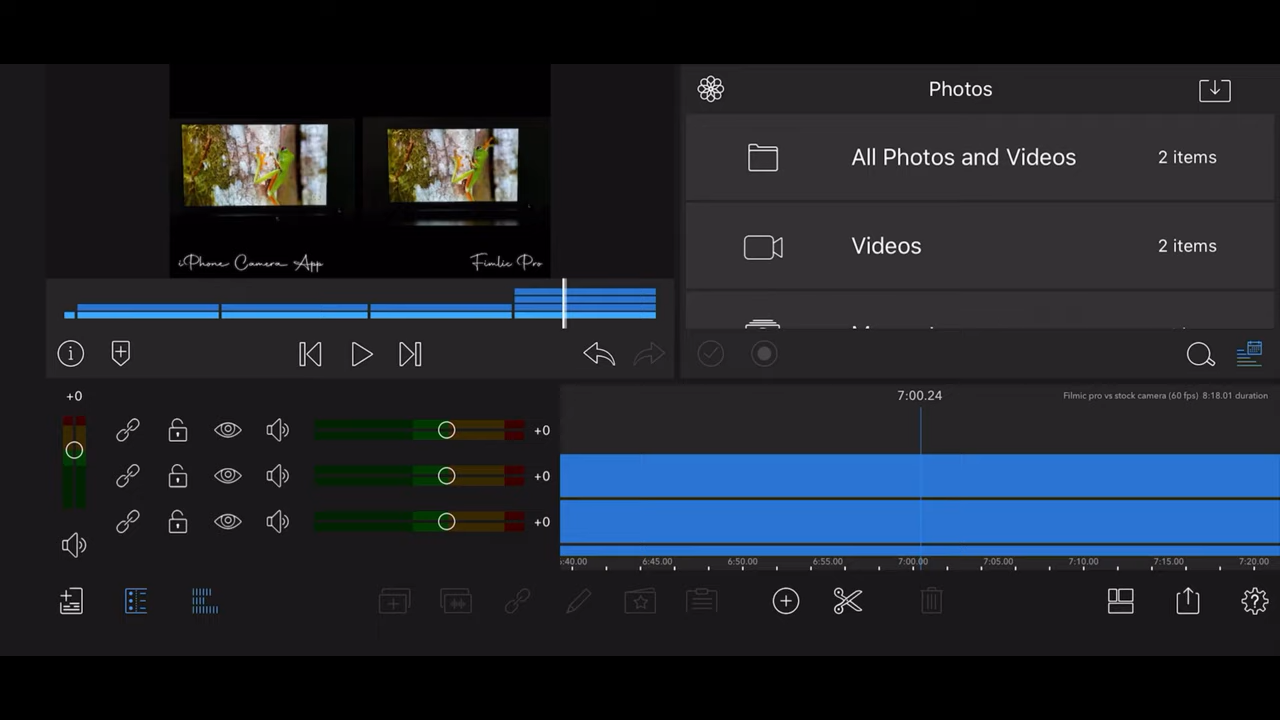 Photos
All Photos and Videos 2 items
Videos 2 items
iPhone Camera App
Fimlic Pro
+0
7:00.24
Filmic pro vs stock camera (60 fps) 8:18.01 duration
+0
+0
+0
6:45.00 6:50.00 6:55.00 7:00.00 7:05.00 7:10.00 7:15.00 7:20.00